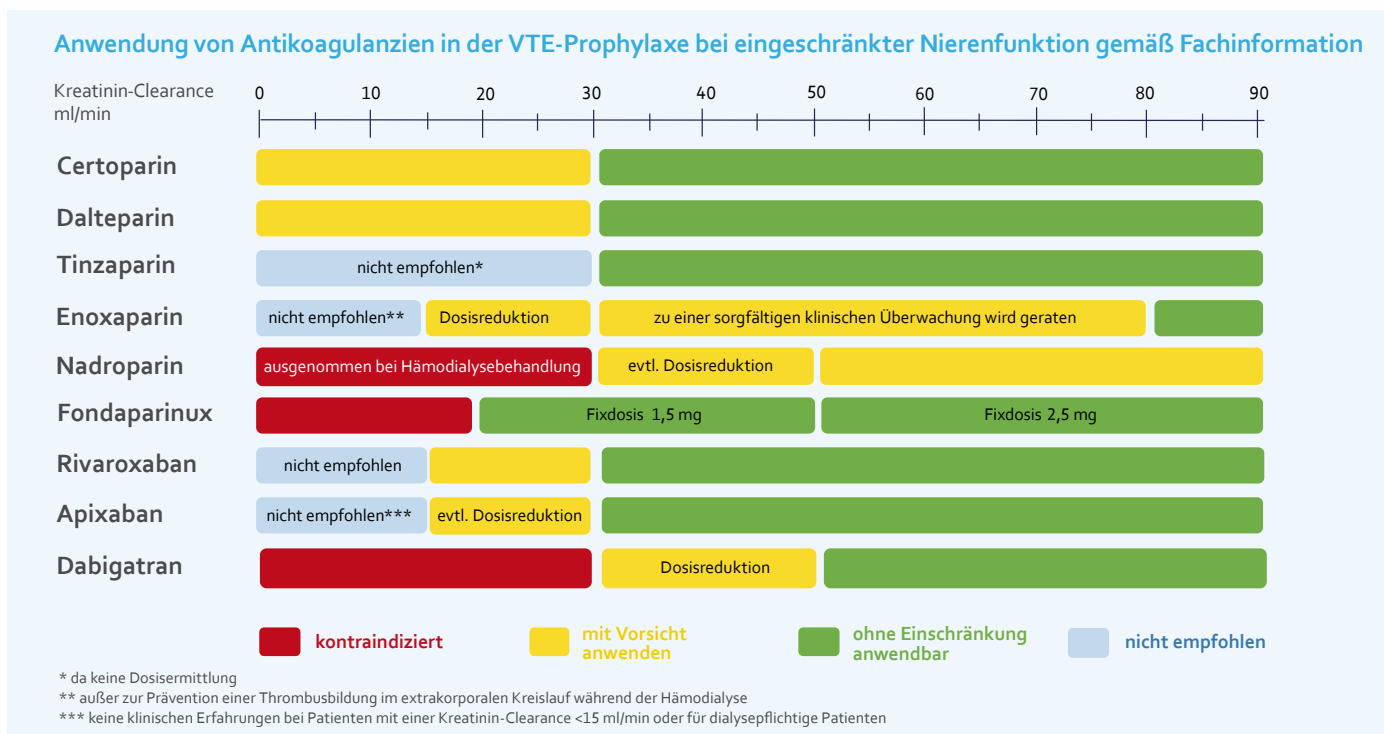 Anwendung von Antikoagulanzien in der VTE-Prophylaxe bei eingeschränkter Nierenfunktion gemäß Fachinformation
Kreatinin-Clearance
ml/min
0 10 20 30 40 50 60 70 80 90
Certoparin
Dalteparin
Tinzaparin nicht empfohlen*
Enoxaparin nicht empfohlen** Dosisreduktion zu einer sorgfältigen klinischen Überwachung wird geraten
Nadroparin ausgenommen bei Hämodialysebehandlung evtl. Dosisreduktion
Fondaparinux Fixdosis 1,5 mg Fixdosis 2,5 mg
Rivaroxaban nicht empfohlen
Apixaban nicht empfohlen*** evtl. Dosisreduktion
Dabigatran Dosisreduktion
kontraindiziert
mit Vorsicht
anwenden
ohne Einschränkung
anwendbar
nicht empfohlen
* da keine Dosisermittlung
** außer zur Prävention einer Thrombusbildung im extrakorporalen Kreislauf während der Hämodialyse
*** keine klinischen Erfahrungen bei Patienten mit einer Kreatinin-Clearance <15 ml/min oder für dialysepflichtige Patienten